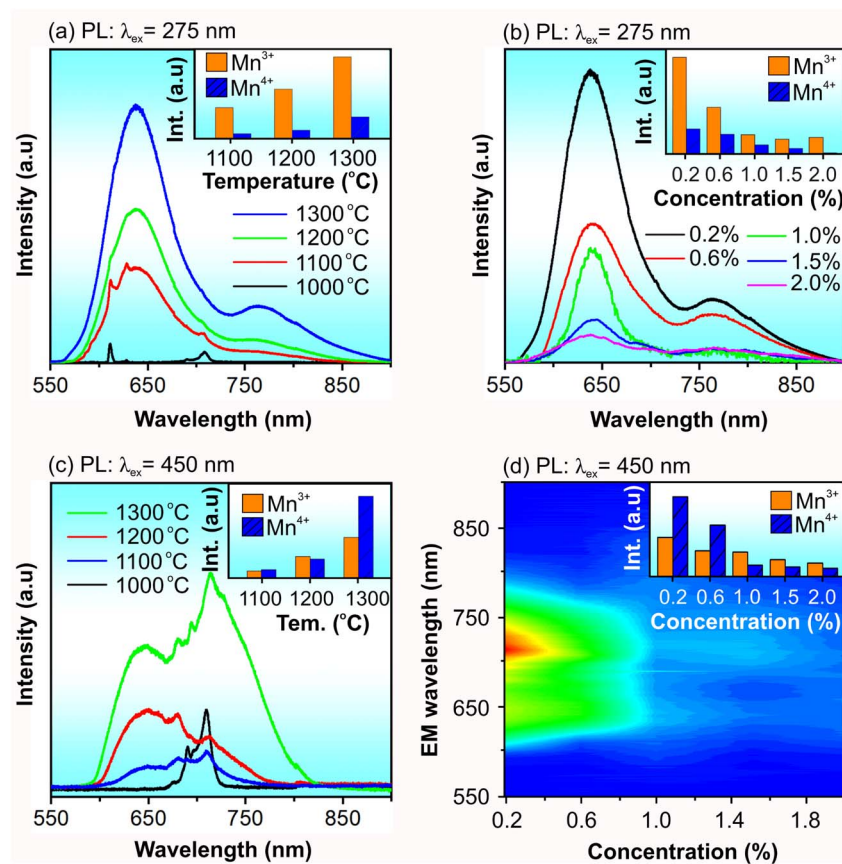 (a) PL: λex= 275 nm
Intensity (a.u)
Int. (a.u)
Mn3+
Mn4+
1100 1200 1300
Temperature (°C)
1300 °C
1200 °C
1100 °C
1000 °C
550 650 750 850
Wavelength (nm)
(b) PL: λex= 275 nm
Intensity (a.u)
Int. (a.u)
Mn3+
Mn4+
0.2 0.6 1.0 1.5 2.0
Concentration (%)
0.2% 1.0%
0.6% 1.5%
2.0%
550 650 750 850
Wavelength (nm)
(c) PL: λex= 450 nm
Intensity (a.u)
1300 °C
1200 °C
1100 °C
1000 °C
Int. (a.u)
Mn3+
Mn4+
1100 1200 1300
Tem. (°C)
550 650 750 850
Wavelength (nm)
(d) PL: λex= 450 nm
EM wavelength (nm)
850
750
650
550
Int. (a.u)
Mn3+
Mn4+
0.2 0.6 1.0 1.5 2.0
Concentration (%)
0.2 0.6 1.0 1.4 1.8
Concentration (%)